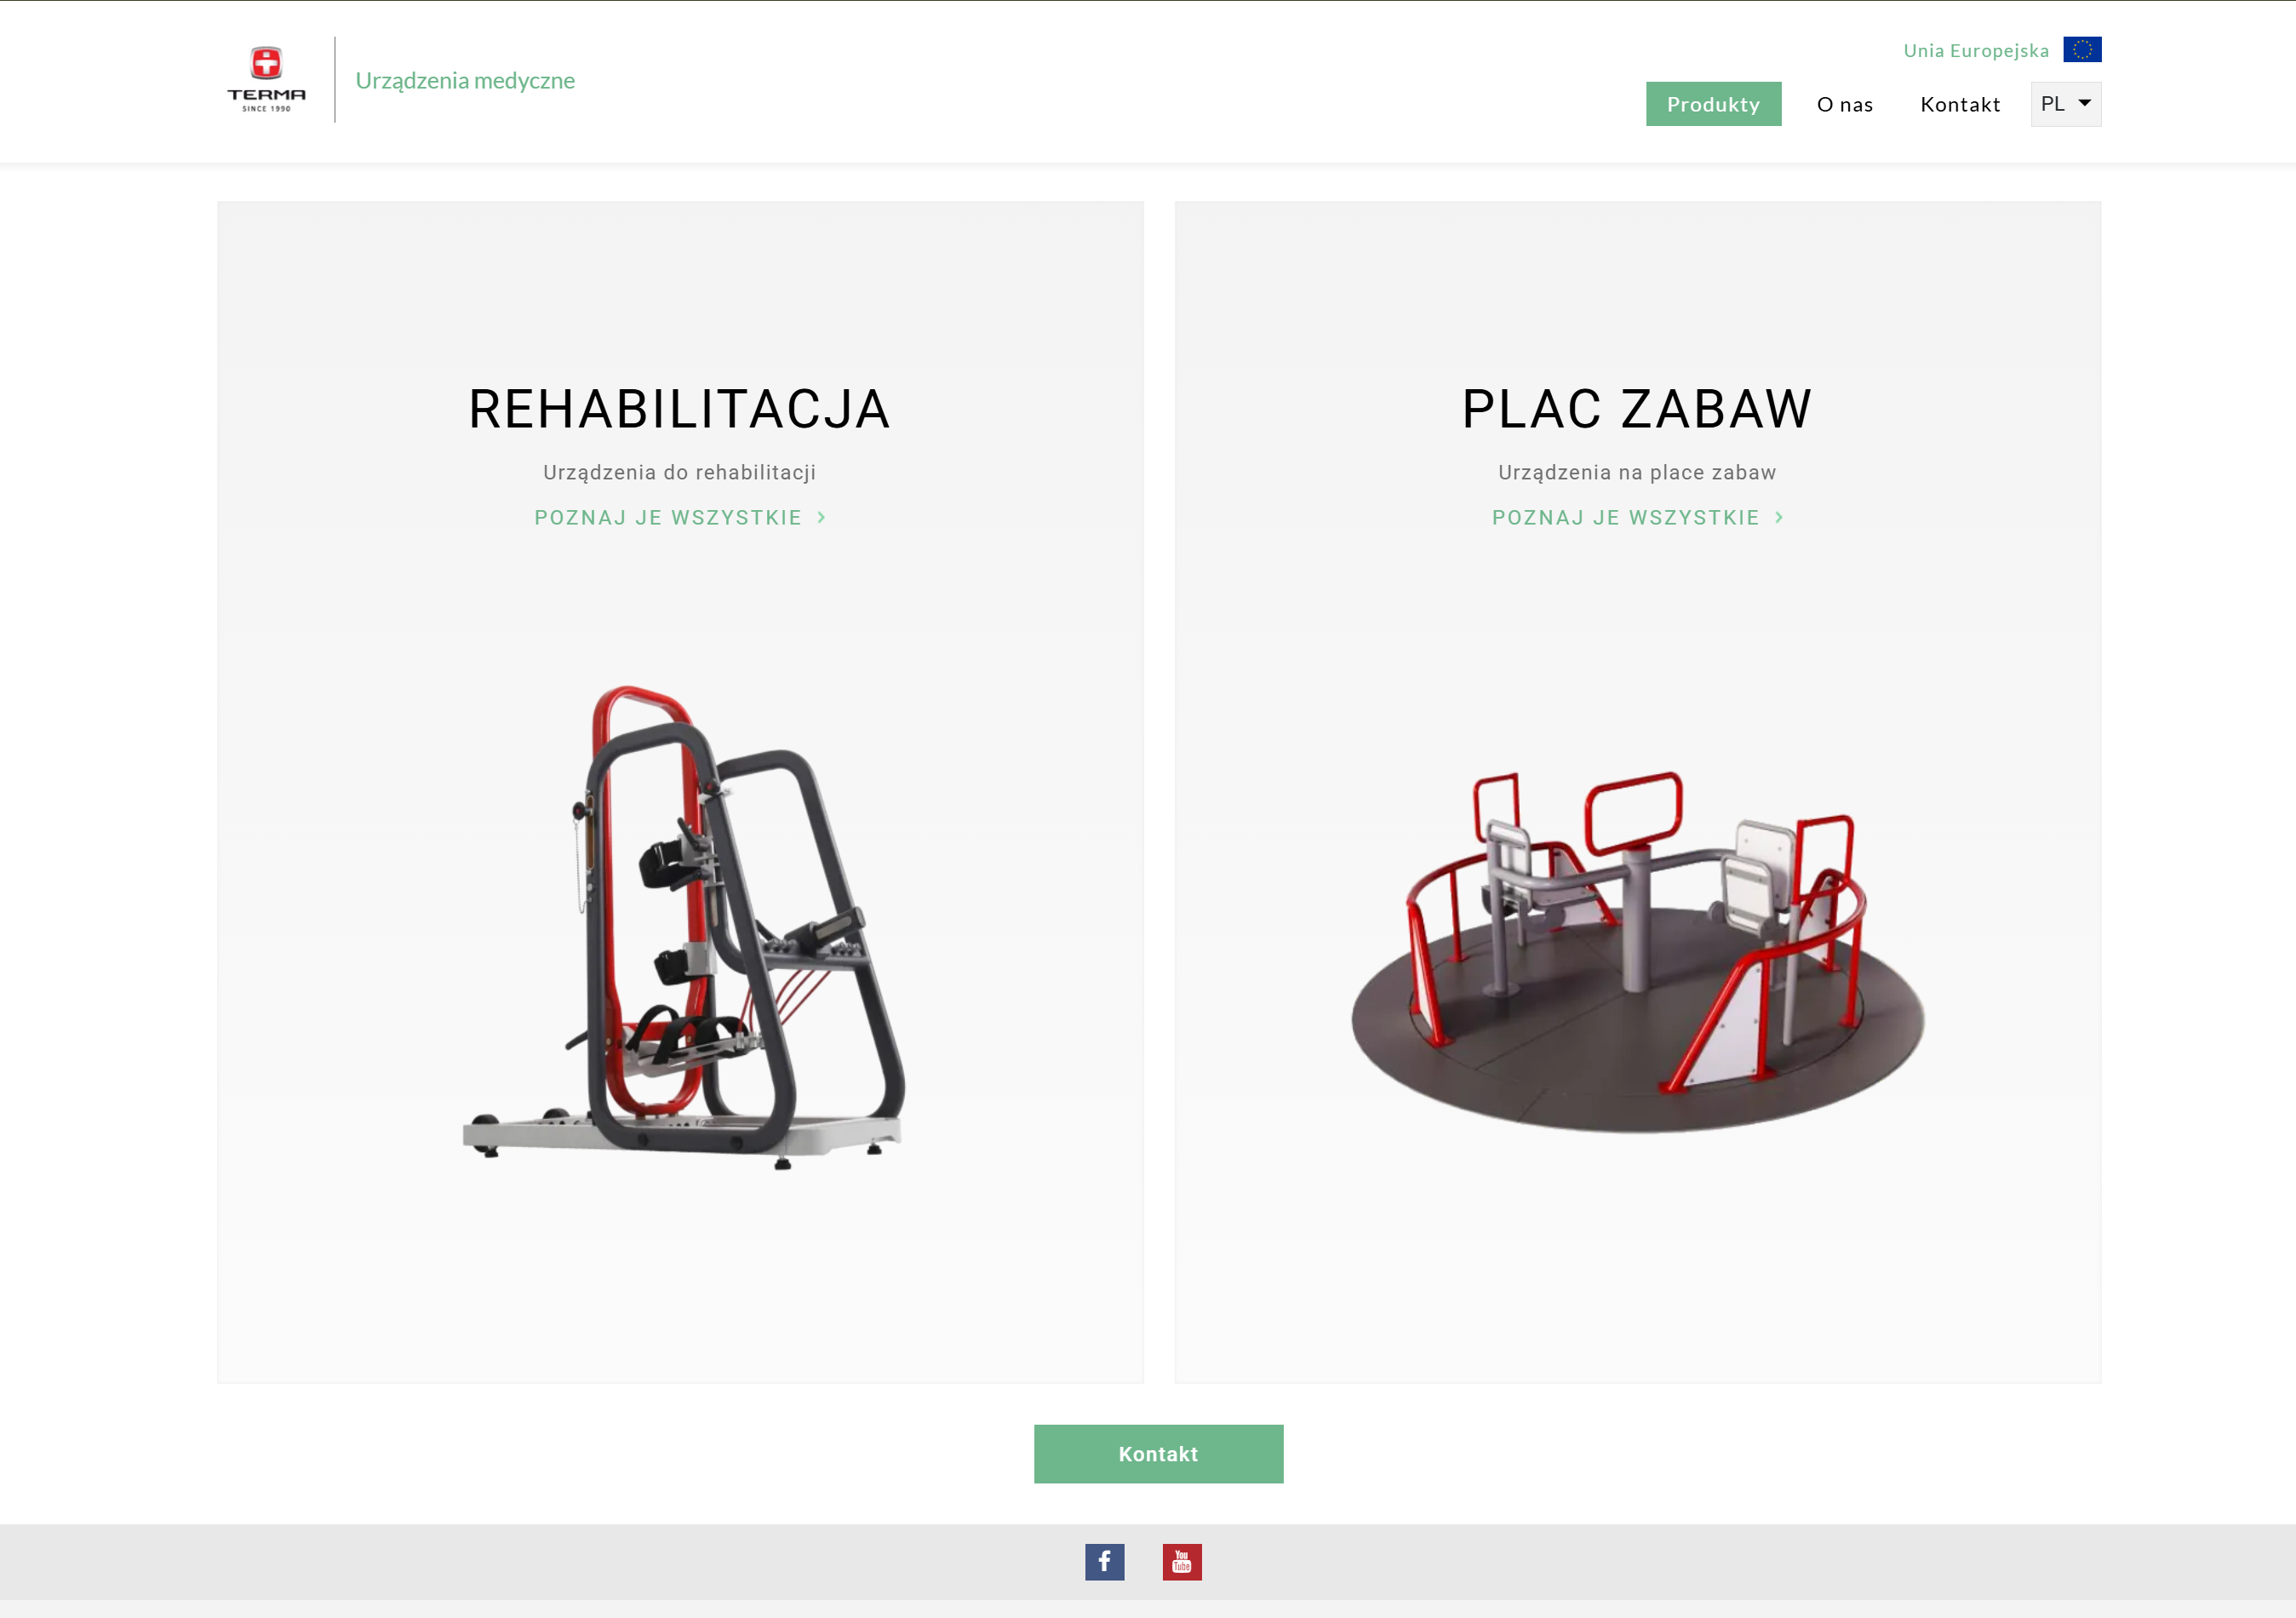 TERMA
SINCE 1990
Urządzenia medyczne
Unia Europejska
Produkty
O nas
Kontakt
PL
REHABILITACJA
Urządzenia do rehabilitacji
POZNAJ JE WSZYSTKIE
PLAC ZABAW
Urządzenia na place zabaw
POZNAJ JE WSZYSTKIE
Kontakt
f
You
Tube